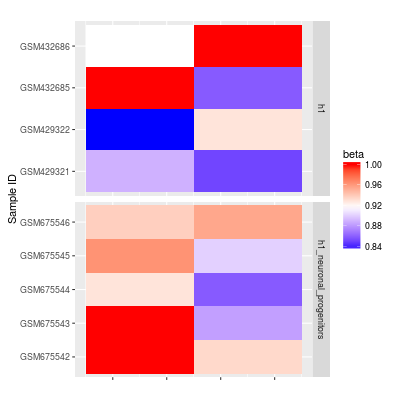 GSM432686
GSM432685
GSM429322
GSM429321
h1
GSM675546
GSM675545
GSM675544
GSM675543
GSM675542
h1_neuronal_progenitors
Sample ID
beta
1.00
0.96
0.92
0.88
0.84